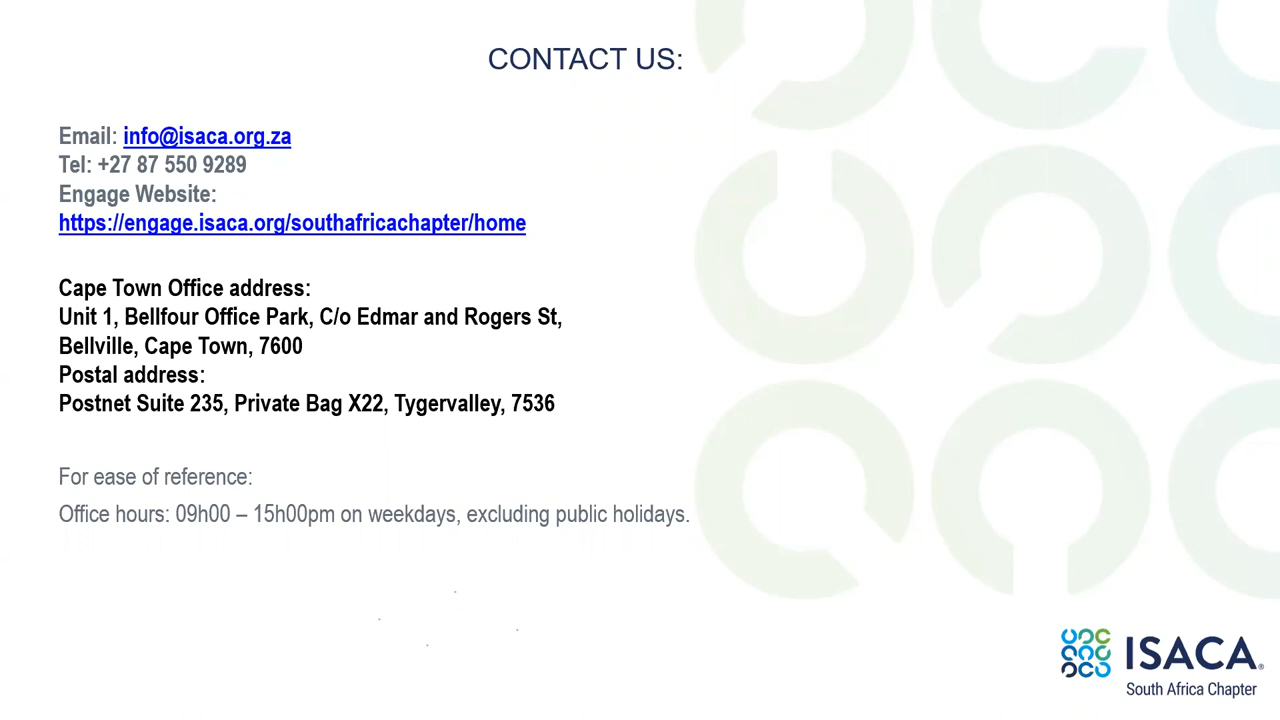 CONTACT US:
Email: info@isaca.org.za
Tel: +27 87 550 9289
Engage Website:
https://engage.isaca.org/southafricachapter/home
Cape Town Office address:
Unit 1, Bellfour Office Park, C/o Edmar and Rogers St,
Bellville, Cape Town, 7600
Postal address:
Postnet Suite 235, Private Bag X22, Tygervalley, 7536
For ease of reference:
Office hours: 09h00 – 15h00pm on weekdays, excluding public holidays.
ISACA®
South Africa Chapter